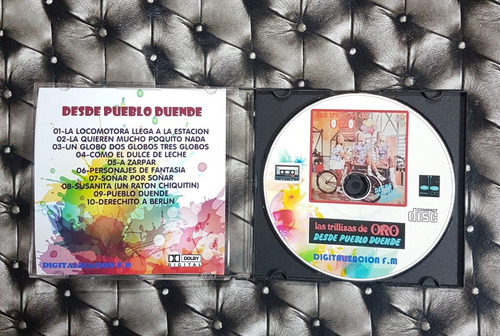 DESDE PUEBLO DUENDE
01-LA LOCOMOTORA LLEGA A LA ESTACION
02-LA QUIEREN MUCHO POQUITO NADA
03-UN GLOBO DOS GLOBOS TRES GLOBOS
04-COMO EL DULCE DE LECHE
05-A ZARPAR
06-PERSONAJES DE FANTASIA
07-SOÑAR POR SOÑAR
08-SUSANITA (UN RATON CHIQUITIN)
09-PUEBLO DUENDE
10-DERECHITO A BERLIN
DIGITALIZACION F M
DOLBY
DIGITAL
COMPACT
disc
las trillizas de ORO
DESDE PUEBLO DUENDE
DIGITALIZACION F.M